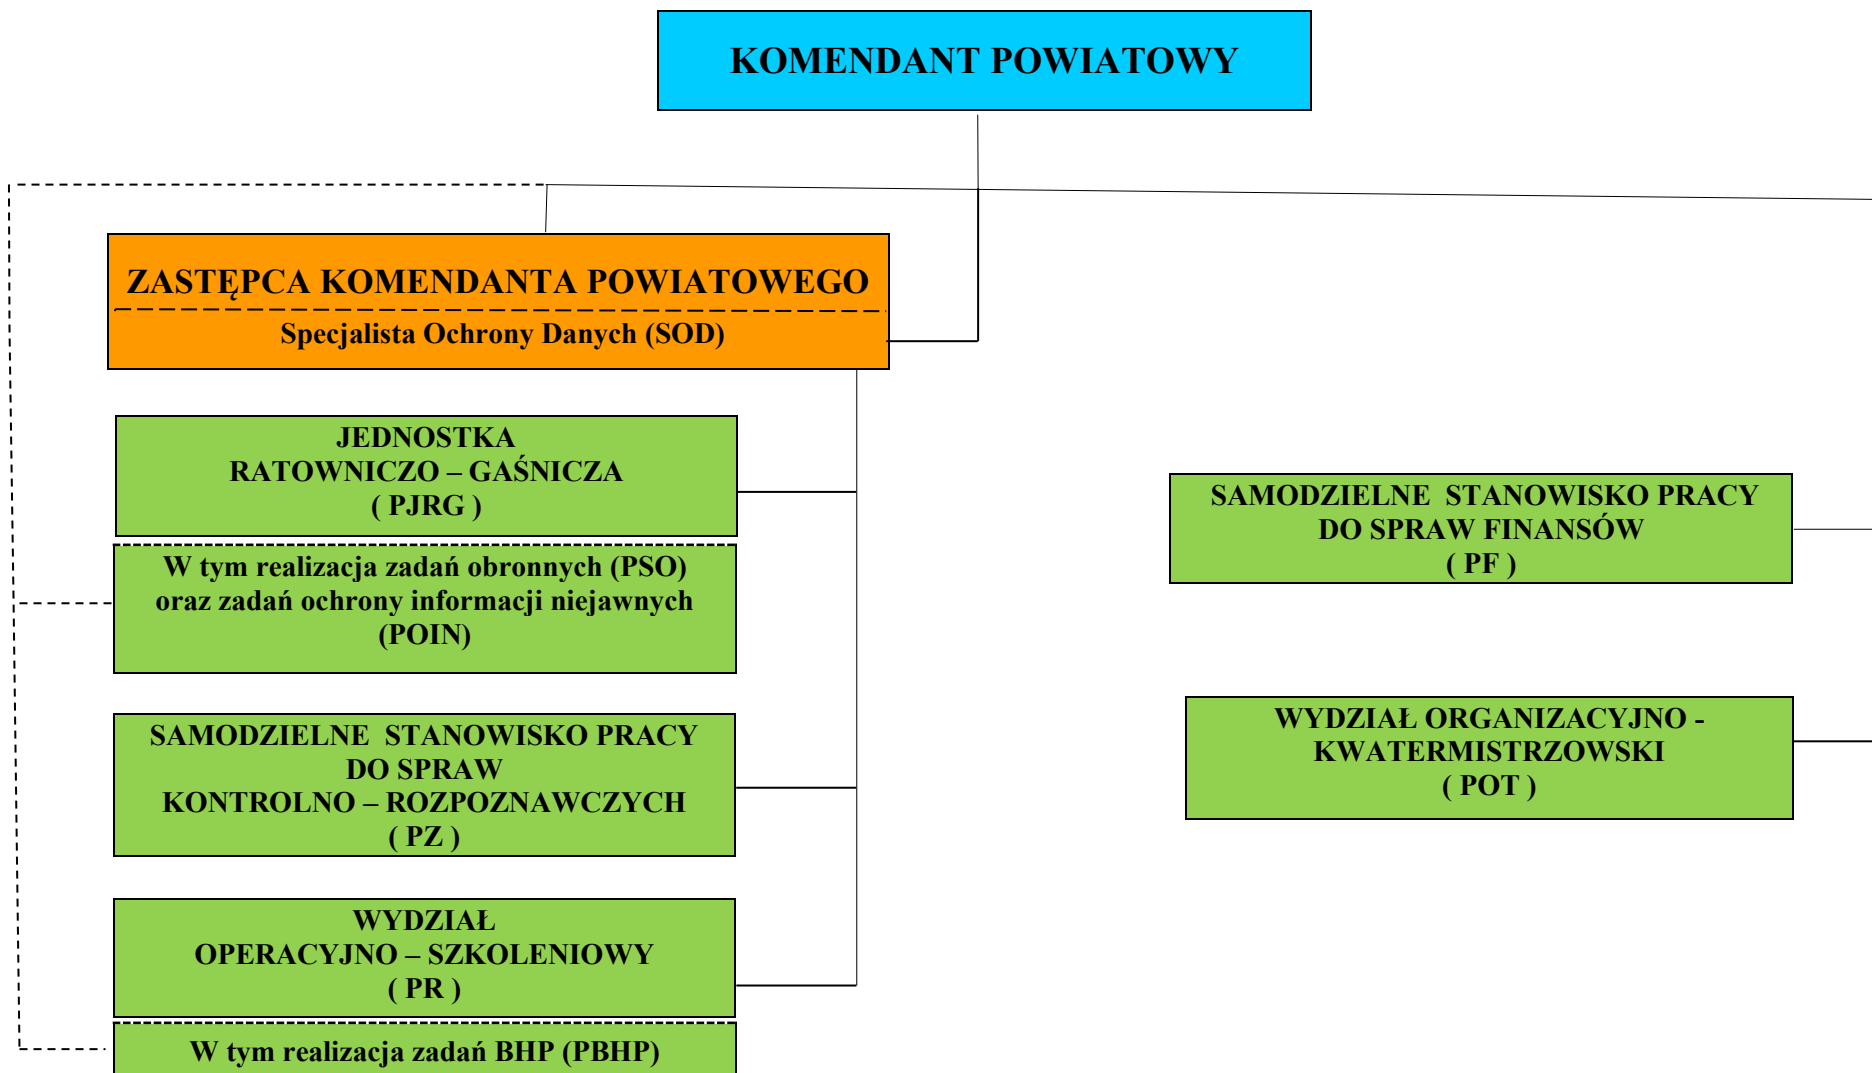 KOMENDANT POWIATOWY
ZASTĘPCA KOMENDANTA POWIATOWEGO
Specjalista Ochrony Danych (SOD)
JEDNOSTKA
RATOWNICZO – GAŚNICZA
( PJRG )
W tym realizacja zadań obronnych (PSO)
oraz zadań ochrony informacji niejawnych
(POIN)
SAMODZIELNE STANOWISKO PRACY
DO SPRAW
KONTROLNO – ROZPOZNAWCZYCH
( PZ )
WYDZIAŁ
OPERACYJNO – SZKOLENIOWY
( PR )
W tym realizacja zadań BHP (PBHP)
SAMODZIELNE STANOWISKO PRACY
DO SPRAW FINANSÓW
( PF )
WYDZIAŁ ORGANIZACYJNO -
KWATERMISTRZOWSKI
( POT )